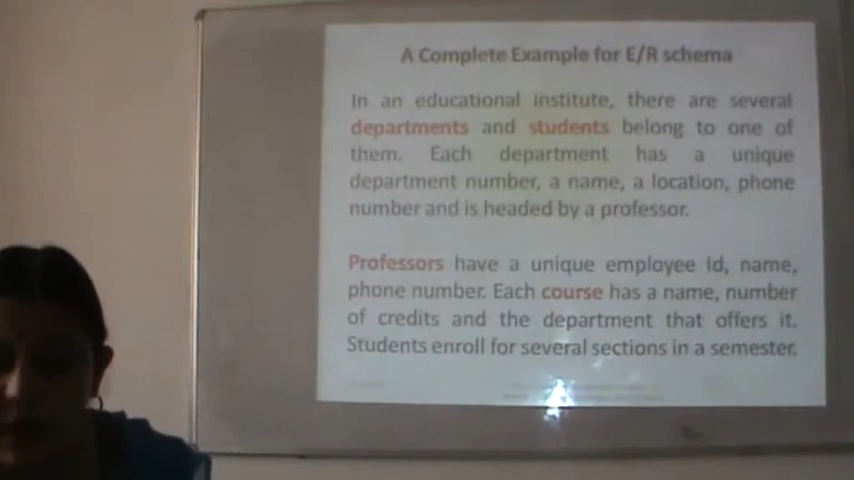 A Complete Example for E/R schema
In an educational institute, there are several
departments and students belong to one of
them. Each department has a unique
department number, a name, a location, phone
number and is headed by a professor.
Professors have a unique employee Id, name,
phone number. Each course has a name, number
of credits and the department that offers it.
Students enroll for several sections in a semester.